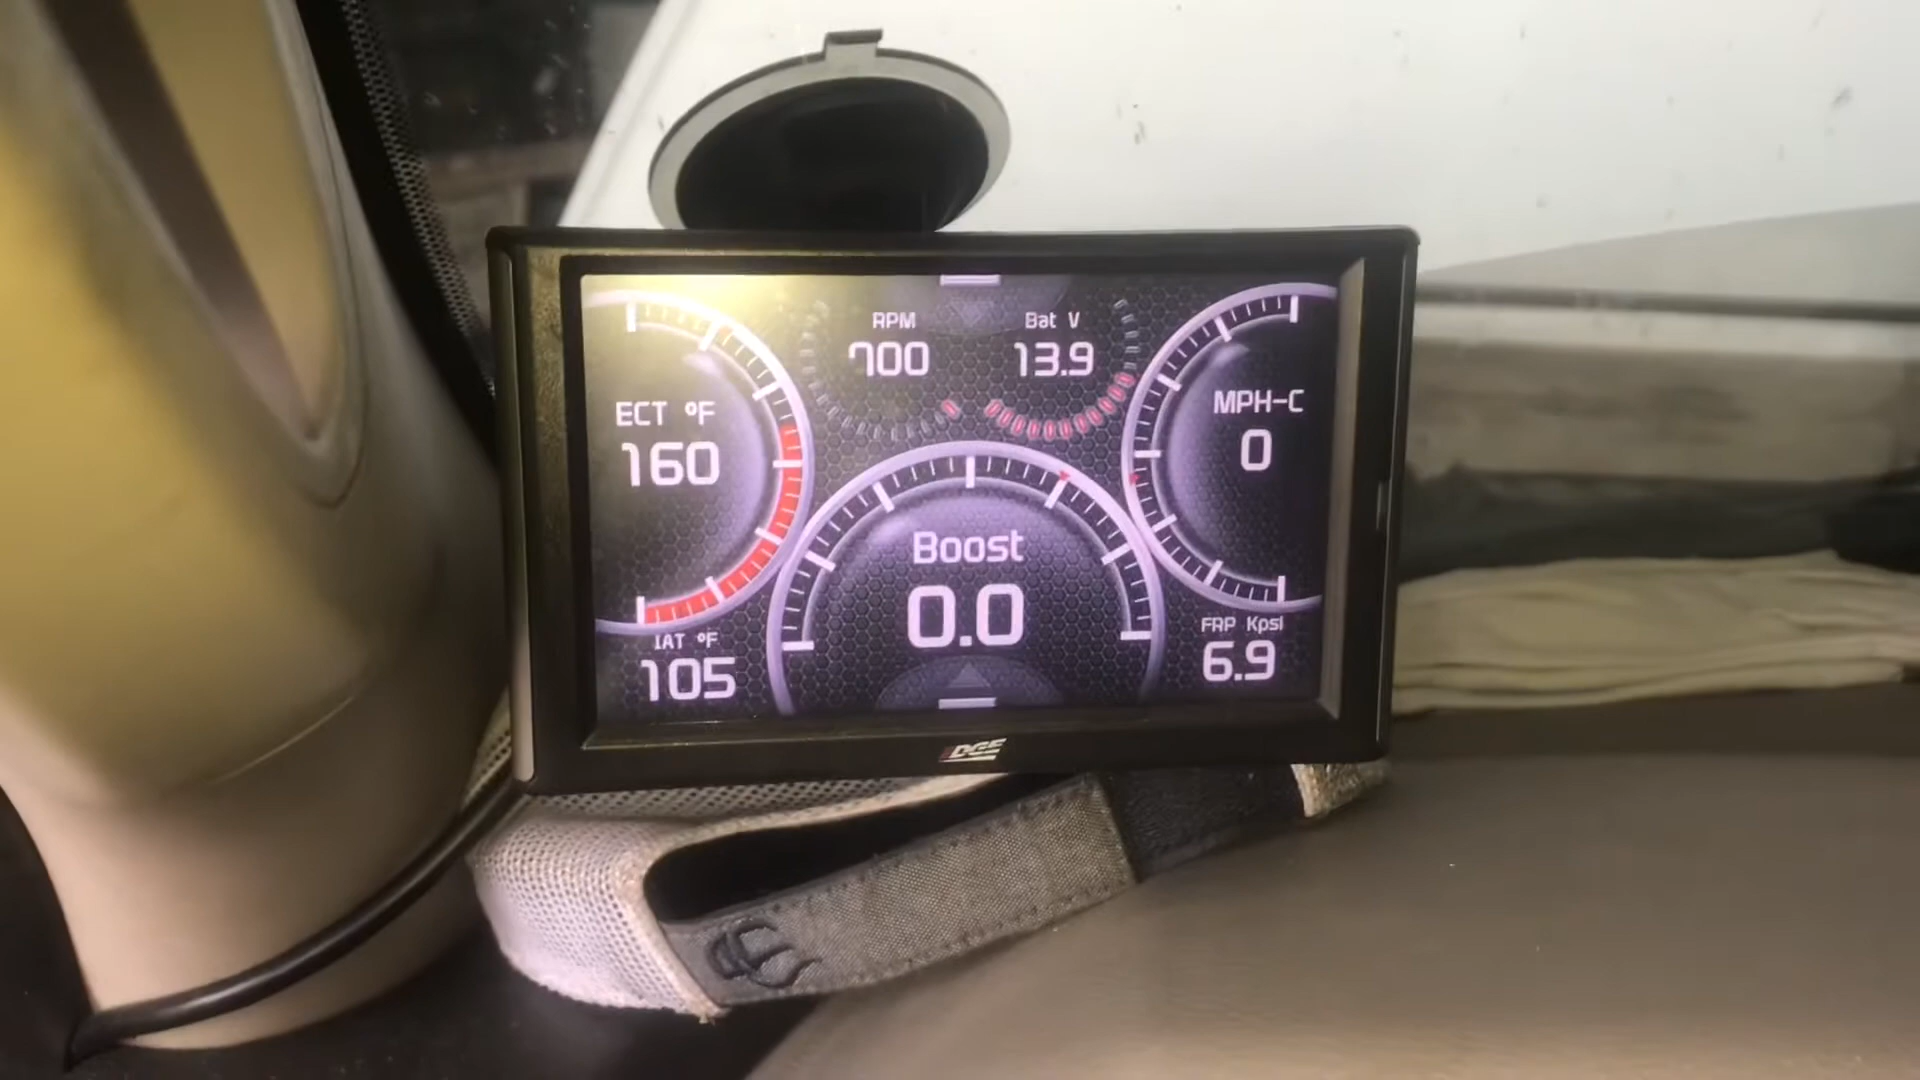 RPM
700
Bat V
13.9
ECT °F
160
MPH-C
0
Boost
0.0
IAT °F
105
FRP Kpsi
6.9
EDGE